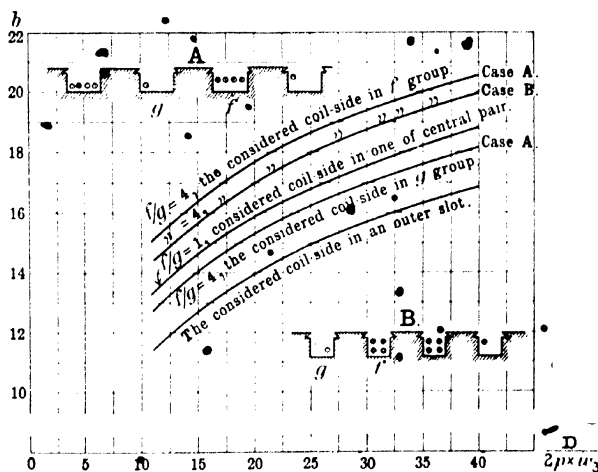 b
22
20
18
16
14
12
10
8
A
g
f
Case A.
Case B.
Case A.
f/g = 4, the considered coil-side in f group
" = 4, " " " " "
f/g = 1, considered coil-side in one of central pair.
f/g = 4, the considered coil-side in g group
The considered coil-side in an outer slot.
B.
g
f
0 5 10 15 20 25 30 35 40 45
D